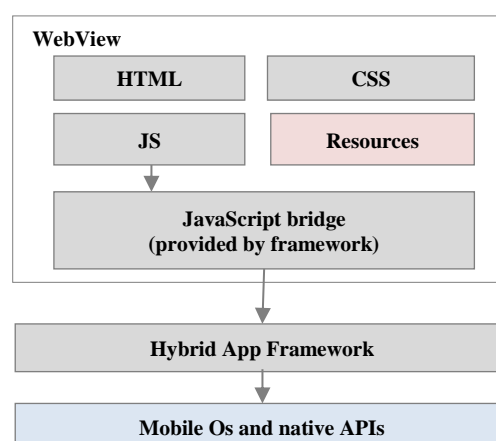 WebView
HTML
CSS
JS
Resources
JavaScript bridge
(provided by framework)
Hybrid App Framework
Mobile Os and native APIs